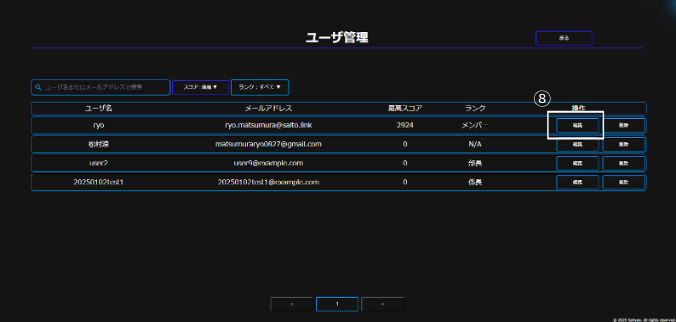 ユーザ管理
戻る
ユーザ名またはメールアドレスで検索
スコア : 降順 ▼
ランク : すべて ▼
⑧
ユーザ名 メールアドレス 最高スコア ランク 操作
ryo ryo.matsumura@saito.link 2924 メンバー 編集 削除
松村涼 matsumuraryo0827@gmail.com 0 N/A 編集 削除
user2 user9@example.com 0 部長 編集 削除
20250102test1 20250102test1@example.com 0 係長 編集 削除
< 1 >
© 2025 Saitypo. All rights reserved.